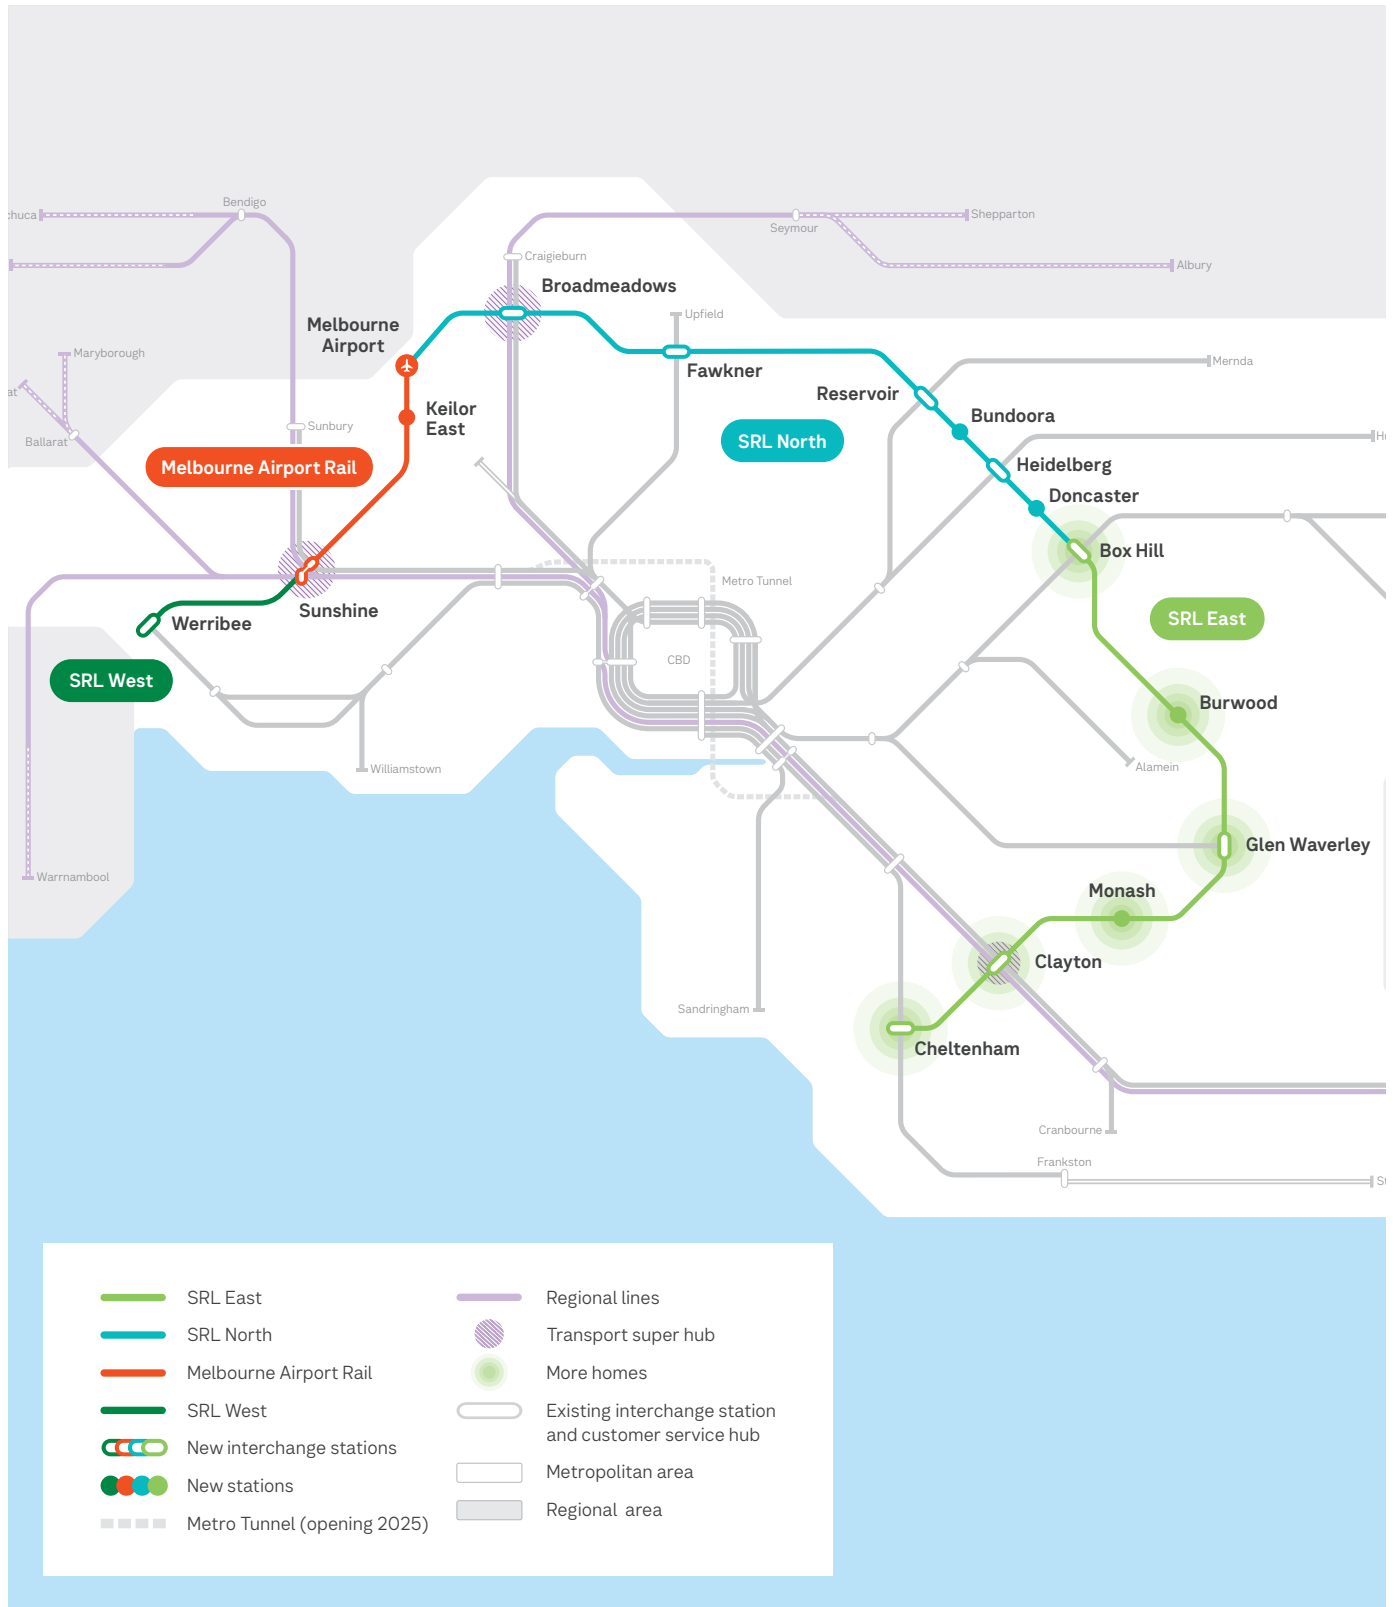 Bendigo
chuca
Shepparton
Seymour
Craigieburn
Albury
Broadmeadows
Melbourne
Airport
Upfield
Maryborough
Mernda
Fawkner
at
Reservoir
Keilor
East
Bundoora
Sunbury
Ballarat
SRL North
Heidelberg
Melbourne Airport Rail
Doncaster
Box Hill
Metro Tunnel
Sunshine
Werribee
SRL East
CBD
SRL West
Burwood
Williamstown
Alamein
Glen Waverley
Warrnambool
Monash
Clayton
Sandringham
Cheltenham
Cranbourne
Frankston
SRL East
SRL North
Melbourne Airport Rail
SRL West
New interchange stations
New stations
Metro Tunnel (opening 2025)
Regional lines
Transport super hub
More homes
Existing interchange station
and customer service hub
Metropolitan area
Regional area